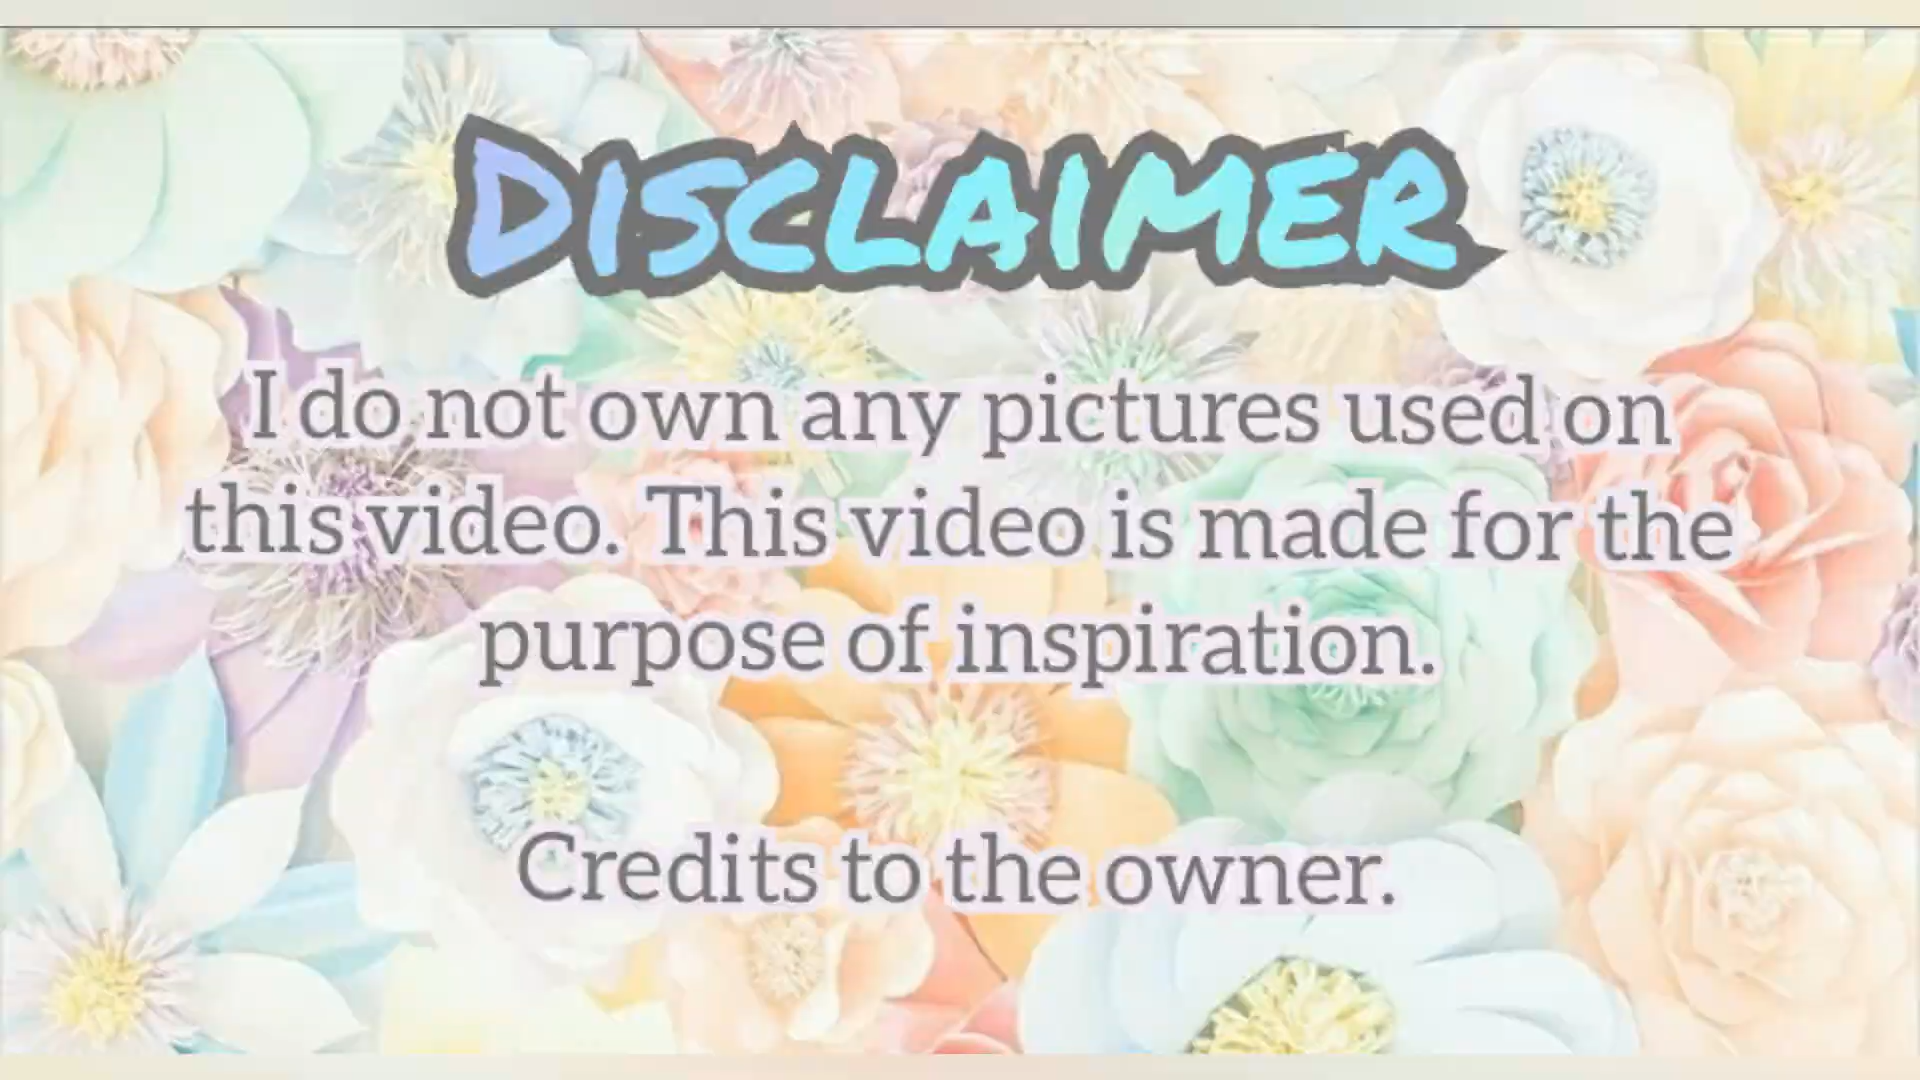 DISCLAIMER
I do not own any pictures used on
this video. This video is made for the
purpose of inspiration.
Credits to the owner.